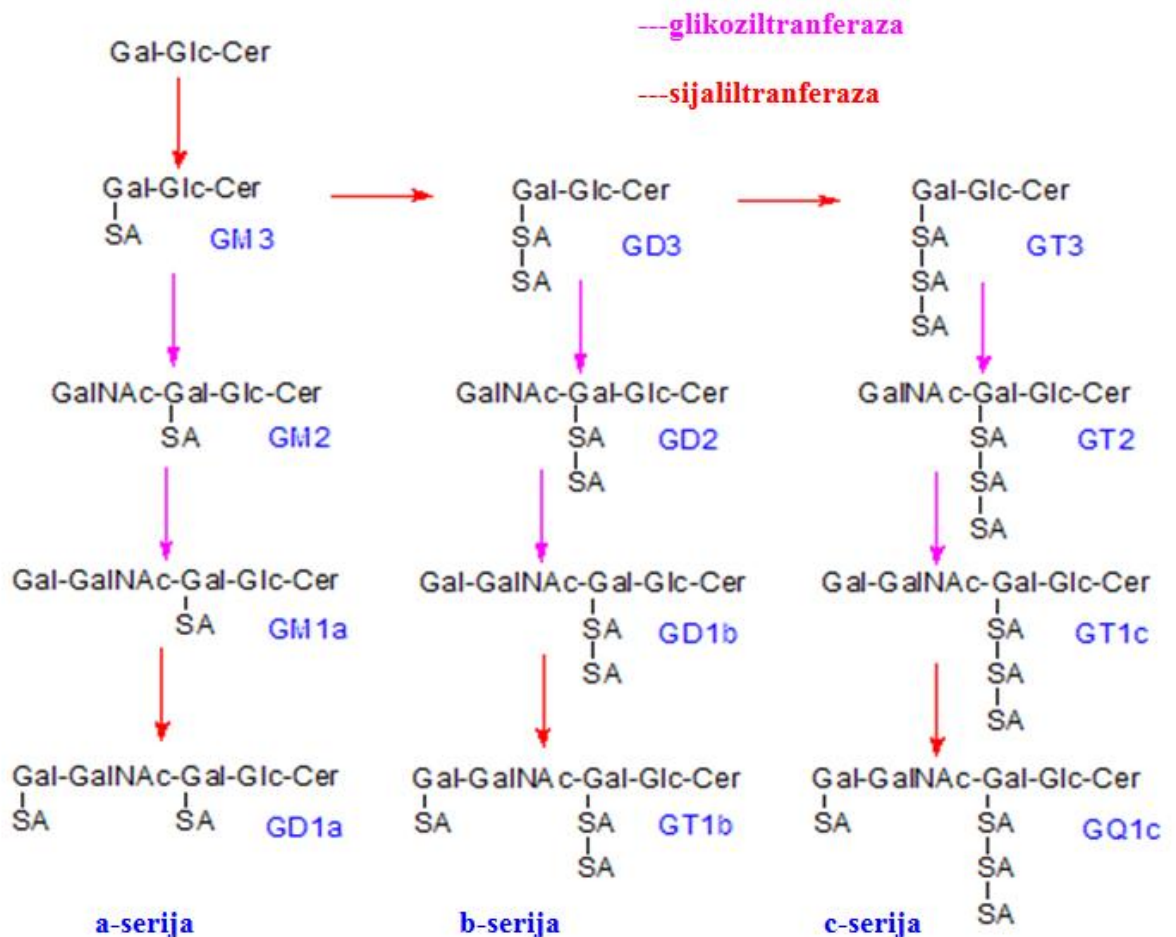 ---glikoziltranferaza
Gal-Glc-Cer
---sijaliltranferaza
Gal-Glc-Cer
SA
GM3
Gal-Glc-Cer
SA
SA
GD3
Gal-Glc-Cer
SA
SA
SA
GT3
GalNAc-Gal-Glc-Cer
SA
GM2
GalNAc-Gal-Glc-Cer
SA
SA
GD2
GalNAc-Gal-Glc-Cer
SA
SA
SA
GT2
Gal-GalNAc-Gal-Glc-Cer
SA
GM1a
Gal-GalNAc-Gal-Glc-Cer
SA
SA
GD1b
Gal-GalNAc-Gal-Glc-Cer
SA
SA
SA
GT1c
Gal-GalNAc-Gal-Glc-Cer
SA SA
GD1a
Gal-GalNAc-Gal-Glc-Cer
SA SA
SA
GT1b
Gal-GalNAc-Gal-Glc-Cer
SA SA
SA
SA
GQ1c
a-serija
b-serija
c-serija